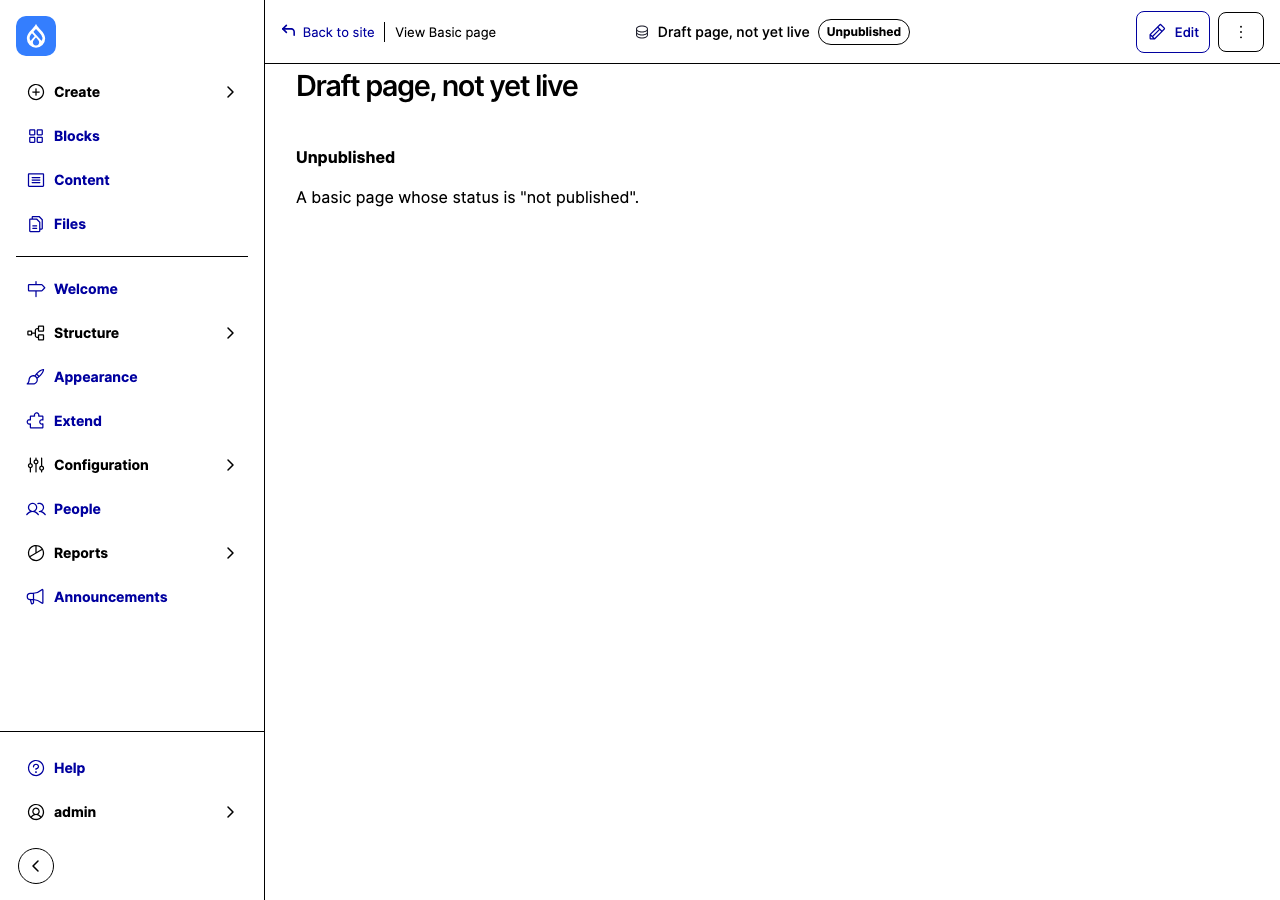 Create
Blocks
Content
Files
Welcome
Structure
Appearance
Extend
Configuration
People
Reports
Announcements
Help
admin
Back to site
View Basic page
Draft page, not yet live
Unpublished
Edit
Draft page, not yet live
Unpublished
A basic page whose status is "not published".